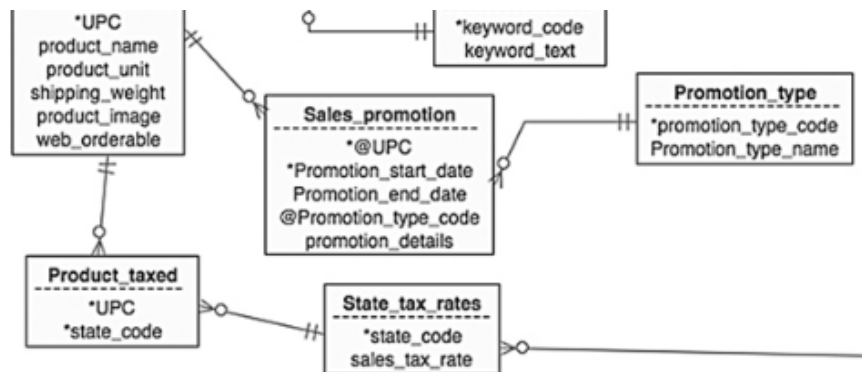 *UPC
product_name
product_unit
shipping_weight
product_image
web_orderable
*keyword_code
keyword_text
Sales_promotion
*@UPC
*Promotion_start_date
Promotion_end_date
@Promotion_type_code
promotion_details
Promotion_type
*promotion_type_code
Promotion_type_name
Product_taxed
*UPC
*state_code
State_tax_rates
*state_code
sales_tax_rate